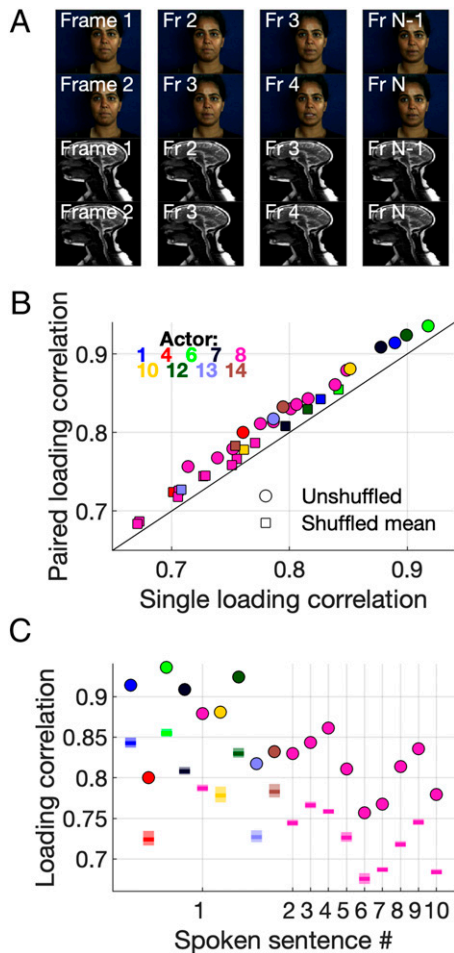 A
Frame 1 Fr 2 Fr 3 Fr N-1
Frame 2 Fr 3 Fr 4 Fr N
Frame 1 Fr 2 Fr 3 Fr N-1
Frame 2 Fr 3 Fr 4 Fr N
B
Paired loading correlation
0.9
0.8
0.7
Actor:
1 4 6 7 8
10 12 13 14
Unshuffled
Shuffled mean
0.7 0.8 0.9
Single loading correlation
C
Loading correlation
0.9
0.85
0.8
0.75
0.7
1 2 3 4 5 6 7 8 9 10
Spoken sentence #